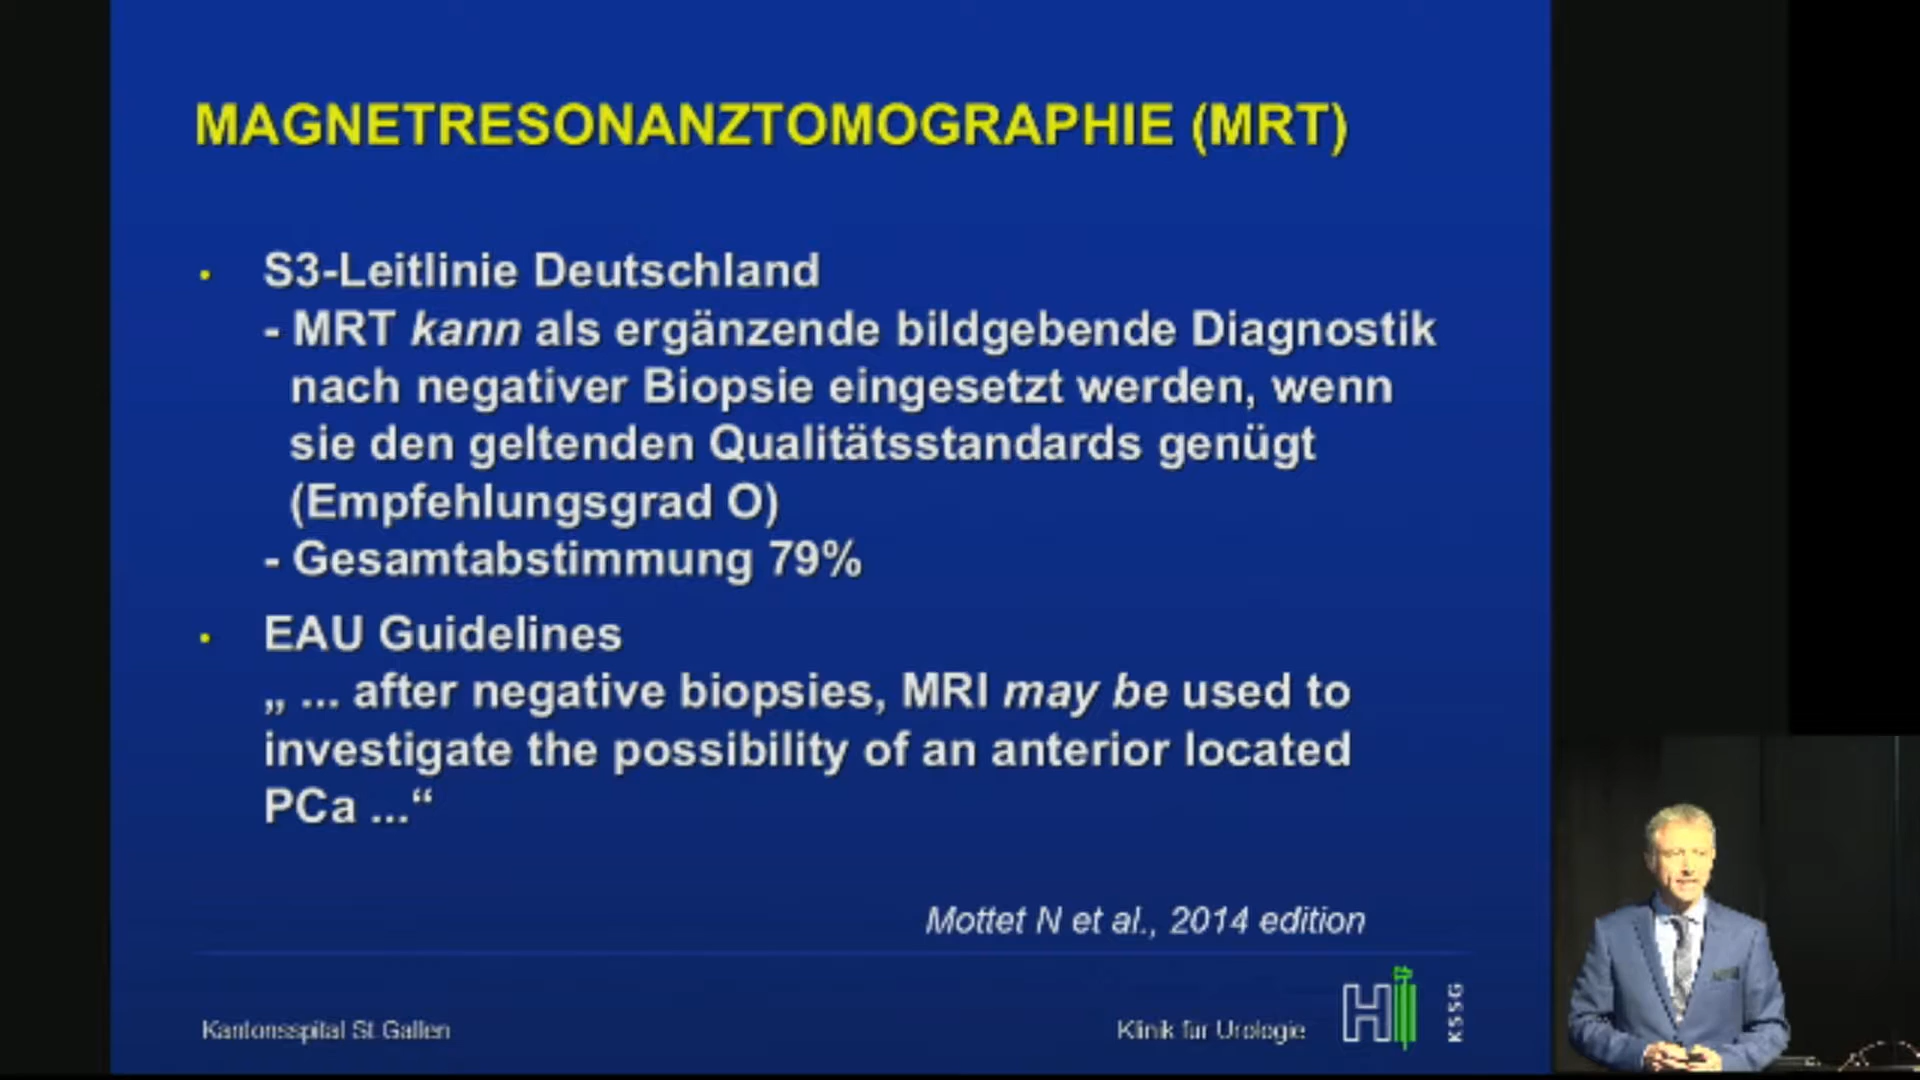 MAGNETRESONANZTOMOGRAPHIE (MRT)
• S3-Leitlinie Deutschland
- MRT kann als ergänzende bildgebende Diagnostik
nach negativer Biopsie eingesetzt werden, wenn
sie den geltenden Qualitätsstandards genügt
(Empfehlungsgrad O)
- Gesamtabstimmung 79%
• EAU Guidelines
„ ... after negative biopsies, MRI may be used to
investigate the possibility of an anterior located
PCa ...“
Mottet N et al., 2014 edition
Kantonsspital St Gallen
Klinik für Urologie
H
KSSG